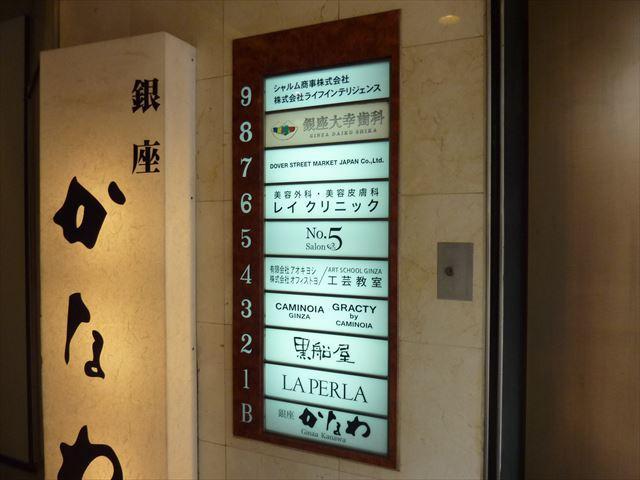 銀座
かなわ
9
シャルム商事株式会社
株式会社ライフインテリジェンス
8
銀座大幸歯科
GINZA DAIKO SHIKA
7
DOVER STREET MARKET JAPAN Co.,Ltd.
6
美容外科・美容皮膚科
レイクリニック
5
No.5
Salon
4
有限会社アオキヨシ
株式会社オフィストヨ
ART SCHOOL GINZA
工芸教室
3
CAMINOIA
GINZA
GRACTY
by
CAMINOIA
2
黒船屋
1
LA PERLA
B
銀座 かなわ
Ginza Kanawa